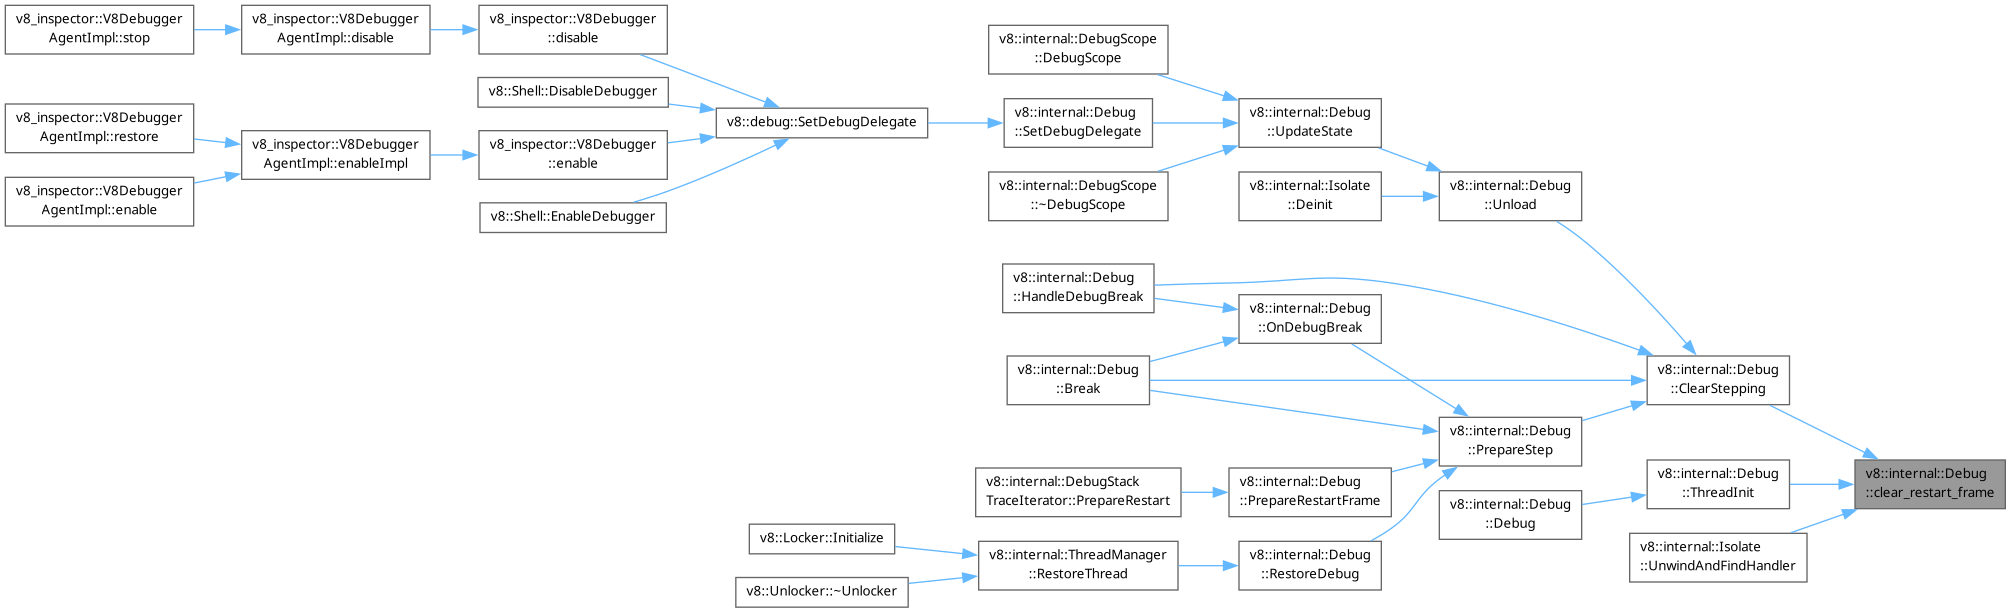 v8_inspector::V8Debugger
AgentImpl::stop
v8_inspector::V8Debugger
AgentImpl::disable
v8_inspector::V8Debugger
::disable
v8::Shell::DisableDebugger
v8_inspector::V8Debugger
AgentImpl::restore
v8_inspector::V8Debugger
AgentImpl::enable
v8_inspector::V8Debugger
AgentImpl::enableImpl
v8_inspector::V8Debugger
::enable
v8::Shell::EnableDebugger
v8::debug::SetDebugDelegate
v8::internal::DebugScope
::DebugScope
v8::internal::Debug
::SetDebugDelegate
v8::internal::DebugScope
::~DebugScope
v8::internal::Debug
::UpdateState
v8::internal::Isolate
::Deinit
v8::internal::Debug
::Unload
v8::internal::Debug
::HandleDebugBreak
v8::internal::Debug
::OnDebugBreak
v8::internal::Debug
::Break
v8::internal::Debug
::ClearStepping
v8::internal::Debug
::PrepareStep
v8::internal::DebugStack
TraceIterator::PrepareRestart
v8::internal::Debug
::PrepareRestartFrame
v8::internal::Debug
::ThreadInit
v8::internal::Debug
::clear_restart_frame
v8::internal::Debug
::Debug
v8::Locker::Initialize
v8::Unlocker::~Unlocker
v8::internal::ThreadManager
::RestoreThread
v8::internal::Debug
::RestoreDebug
v8::internal::Isolate
::UnwindAndFindHandler